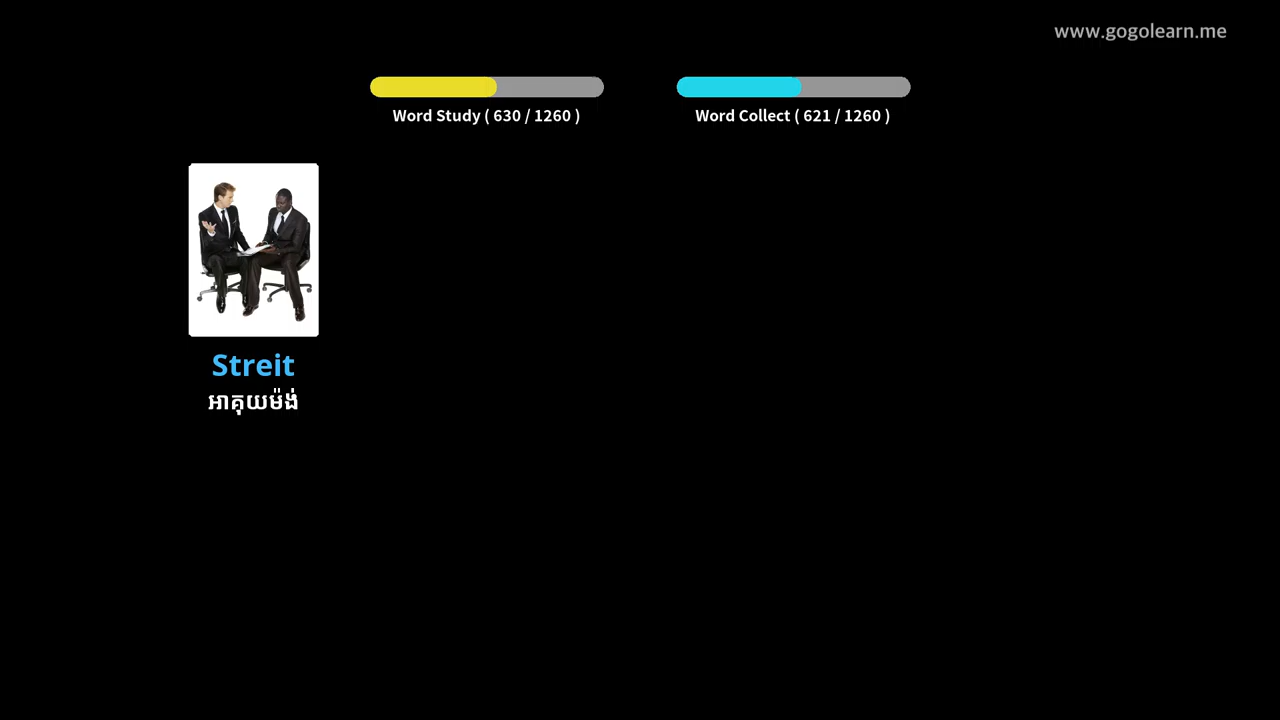 www.gogolearn.me
Word Study ( 630 / 1260 )
Word Collect ( 621 / 1260 )
Streit
អាគុយម៉ង់